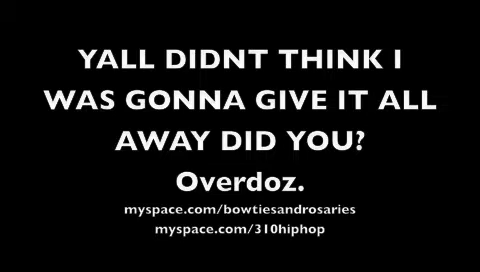 YALL DIDNT THINK I
WAS GONNA GIVE IT ALL
AWAY DID YOU?
Overdoz.
myspace.com/bowtiesandrosaries
myspace.com/310hiphop